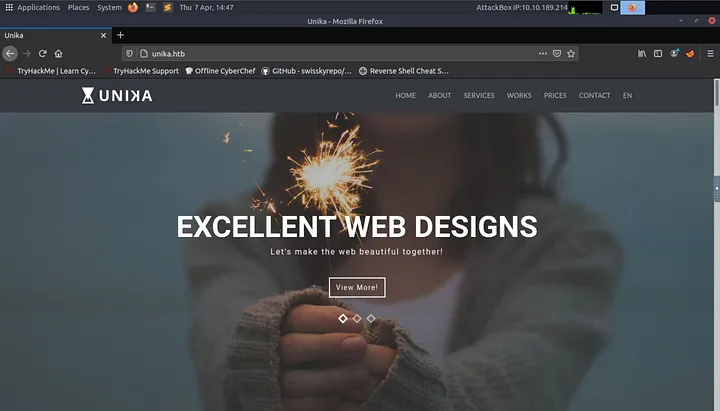 Applications Places System Thu 7 Apr, 14:47 AttackBox IP:10.10.189.214
Unika - Mozilla Firefox
Unika
unika.htb
TryHackMe | Learn Cy… TryHackMe Support Offline CyberChef GitHub - swisskyrepo/… Reverse Shell Cheat S…
UNIKA HOME ABOUT SERVICES WORKS PRICES CONTACT EN
EXCELLENT WEB DESIGNS
Let's make the web beautiful together!
View More!